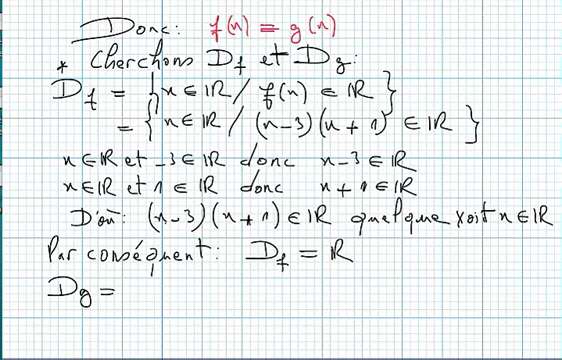 Donc: f(x) = g(x)
* Cherchons Df et Dg:
Df = {x ∈ ℝ / f(x) ∈ ℝ}
= {x ∈ ℝ / (x-3)(x+1) ∈ ℝ}
x ∈ ℝ et -3 ∈ ℝ donc x-3 ∈ ℝ
x ∈ ℝ et 1 ∈ ℝ donc x+1 ∈ ℝ
D'où: (x-3)(x+1) ∈ ℝ quelque soit x ∈ ℝ
Par conséquent: Df = ℝ
Dg =